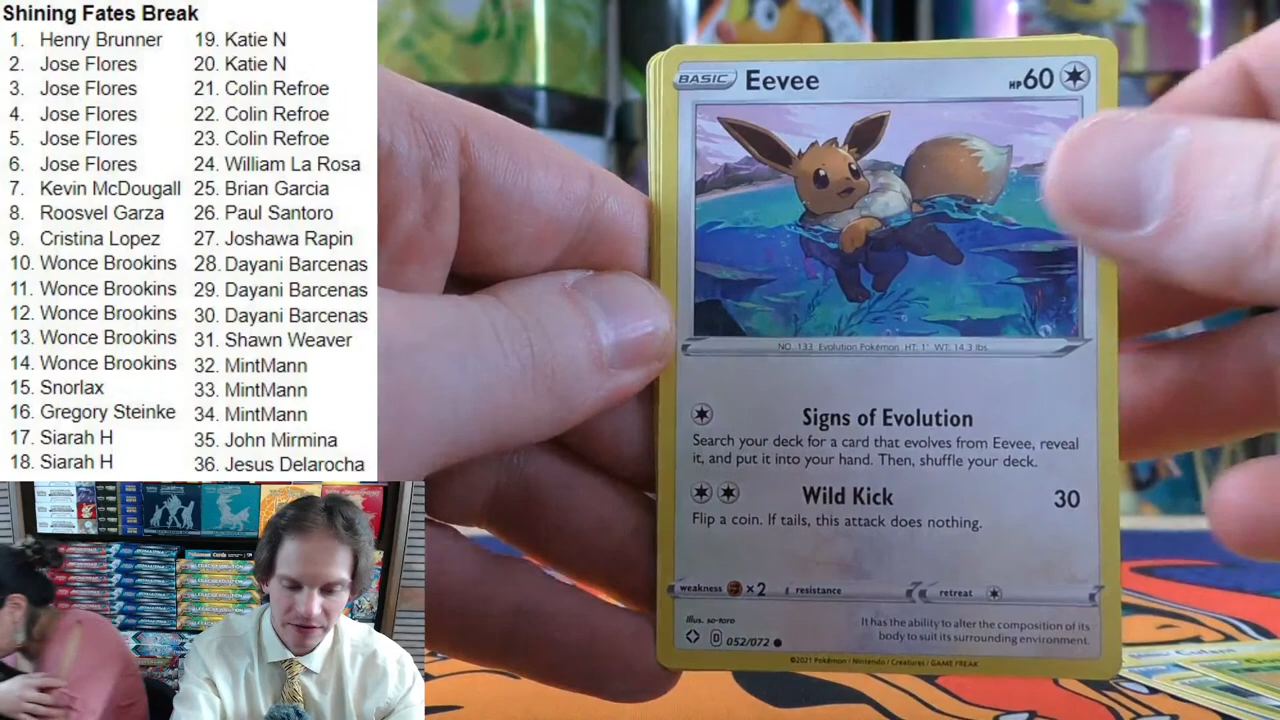 Shining Fates Break
1. Henry Brunner
2. Jose Flores
3. Jose Flores
4. Jose Flores
5. Jose Flores
6. Jose Flores
7. Kevin McDougall
8. Roosvel Garza
9. Cristina Lopez
10. Wonce Brookins
11. Wonce Brookins
12. Wonce Brookins
13. Wonce Brookins
14. Wonce Brookins
15. Snorlax
16. Gregory Steinke
17. Siarah H
18. Siarah H
19. Katie N
20. Katie N
21. Colin Refroe
22. Colin Refroe
23. Colin Refroe
24. William La Rosa
25. Brian Garcia
26. Paul Santoro
27. Joshawa Rapin
28. Dayani Barcenas
29. Dayani Barcenas
30. Dayani Barcenas
31. Shawn Weaver
32. MintMann
33. MintMann
34. MintMann
35. John Mirmina
36. Jesus Delarocha
BASIC Eevee HP 60
NO. 133 Evolution Pokémon HT: 1' WT: 14.3 lbs.
Signs of Evolution
Search your deck for a card that evolves from Eevee, reveal
it, and put it into your hand. Then, shuffle your deck.
Wild Kick 30
Flip a coin. If tails, this attack does nothing.
weakness ×2 resistance retreat
Illus. so-taro
It has the ability to alter the composition of its
body to suit its surrounding environment.
D 052/072
©2021 Pokémon / Nintendo / Creatures / GAME FREAK